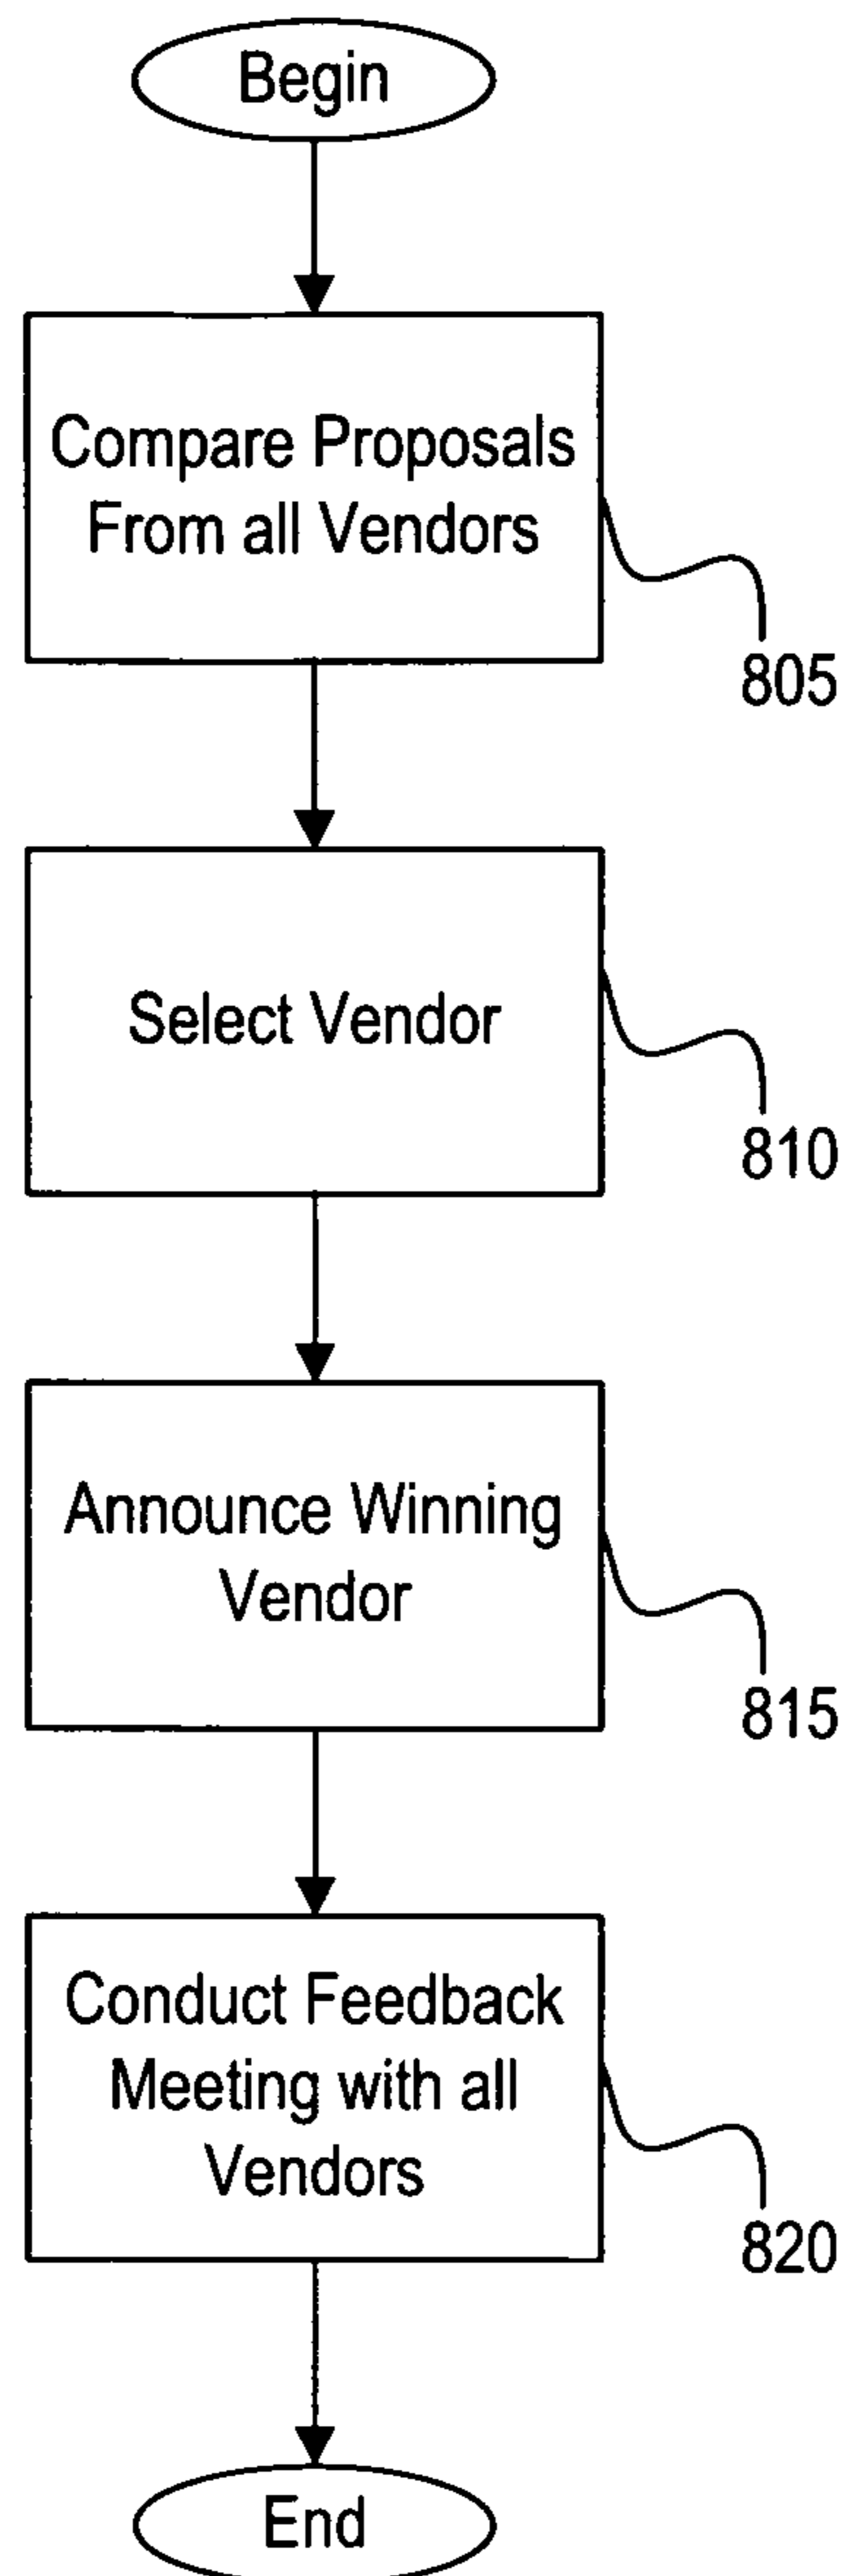 Begin
Compare Proposals
From all Vendors
805
Select Vendor
810
Announce Winning
Vendor
815
Conduct Feedback
Meeting with all
Vendors
820
End